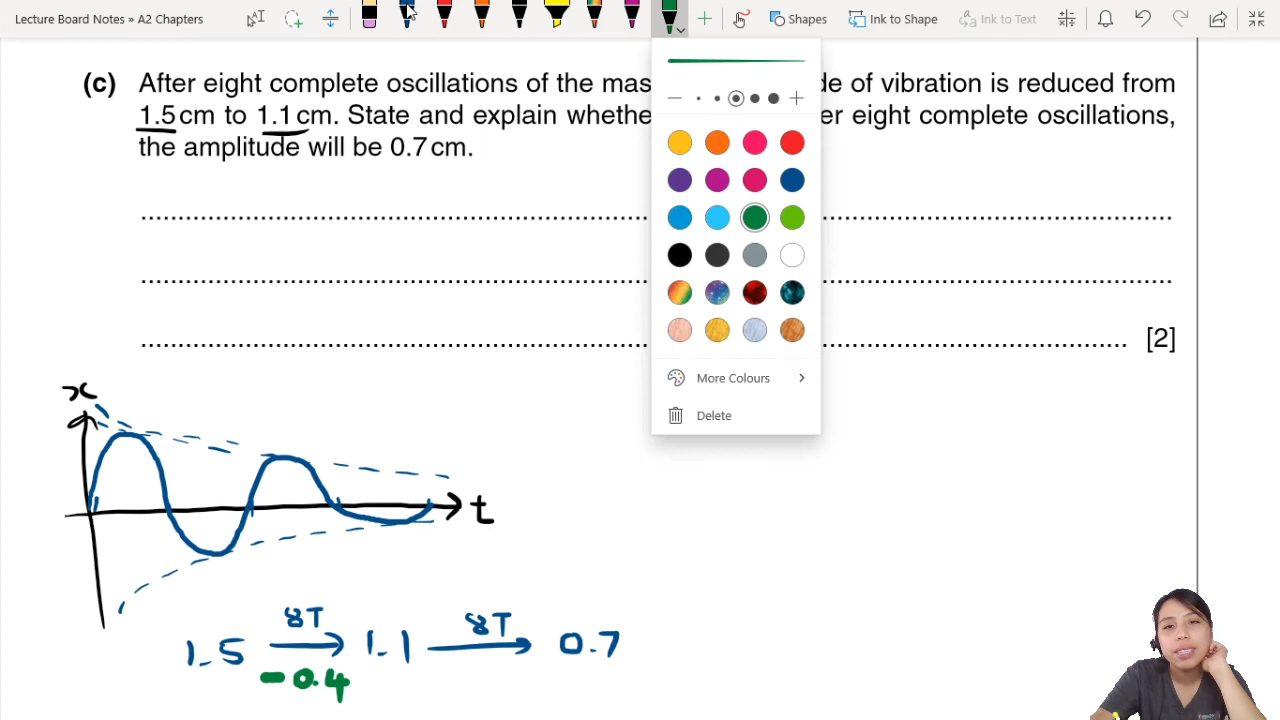 Lecture Board Notes » A2 Chapters
Shapes
Ink to Shape
Ink to Text
(c) After eight complete oscillations of the mas de of vibration is reduced from
1.5 cm to 1.1 cm. State and explain whethe er eight complete oscillations,
the amplitude will be 0.7 cm.
[2]
More Colours
Delete
x
t
8T 8T
1.5 → 1.1 → 0.7
-0.4